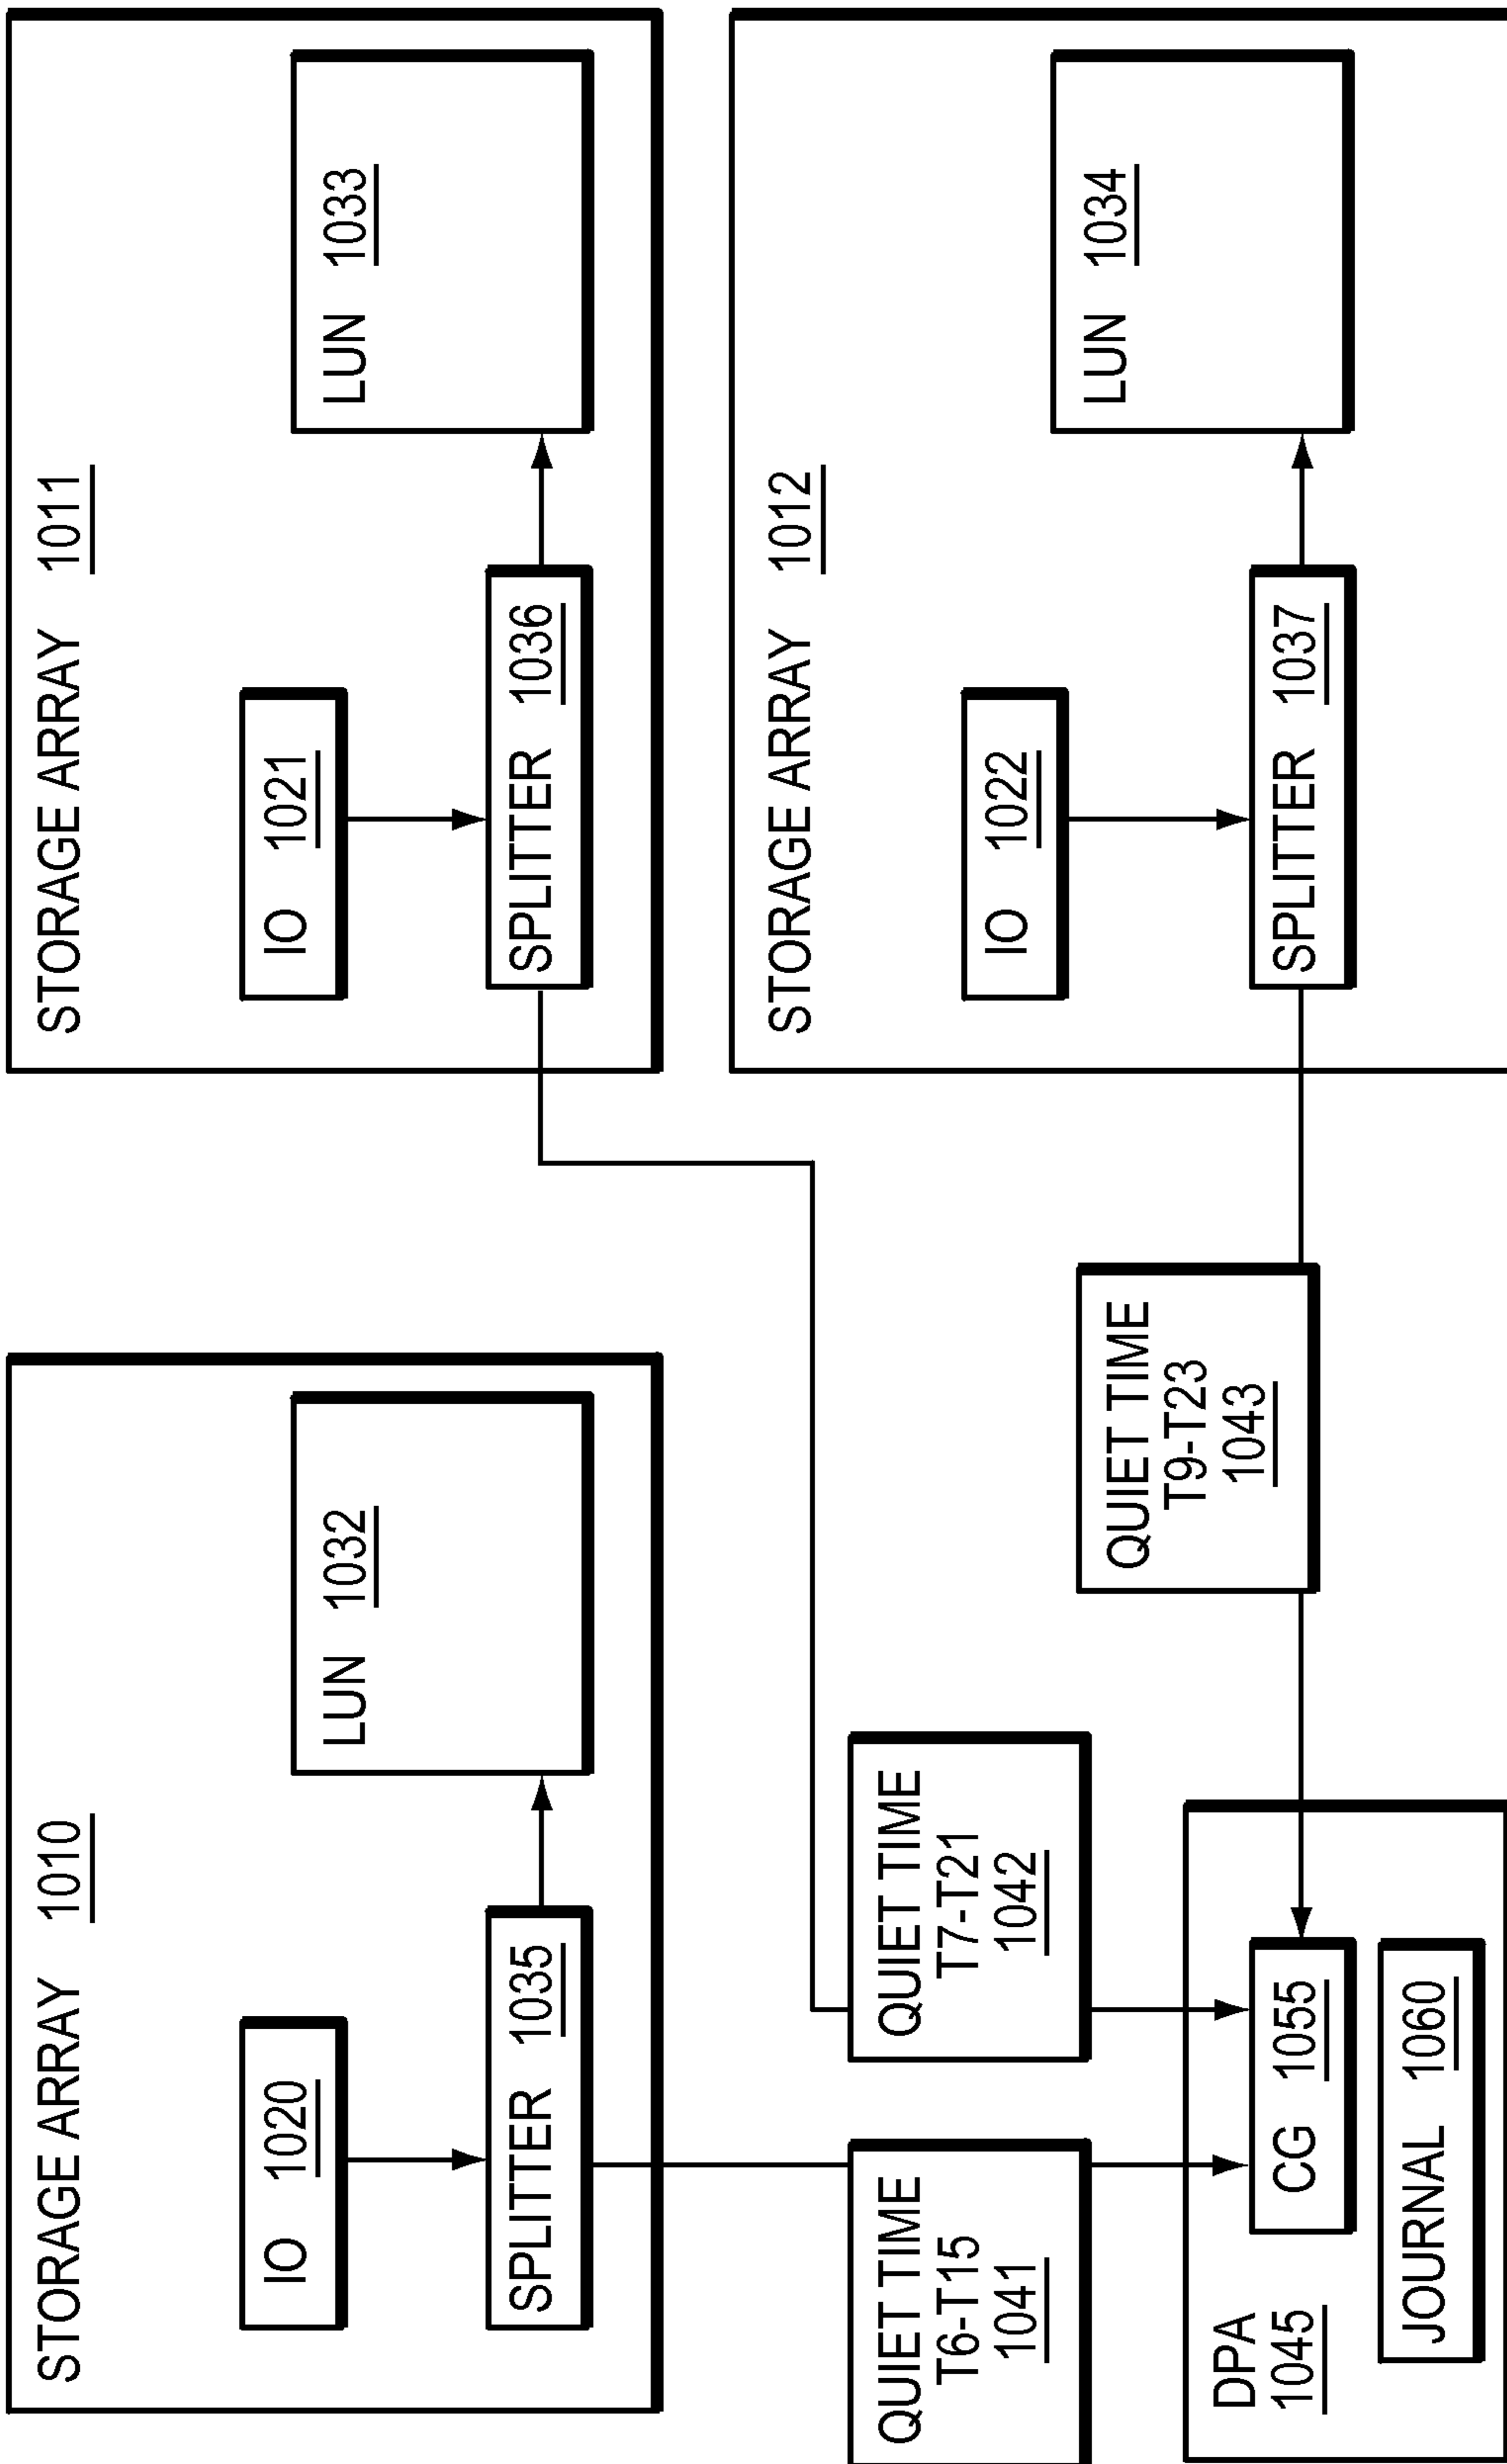 STORAGE ARRAY 1010
IO 1020
SPLITTER 1035
LUN 1032
STORAGE ARRAY 1011
IO 1021
SPLITTER 1036
LUN 1033
QUIET TIME
T6-T15
1041
QUIET TIME
T7-T21
1042
STORAGE ARRAY 1012
IO 1022
SPLITTER 1037
LUN 1034
QUIET TIME
T9-T23
1043
DPA
1045
CG 1055
JOURNAL 1060